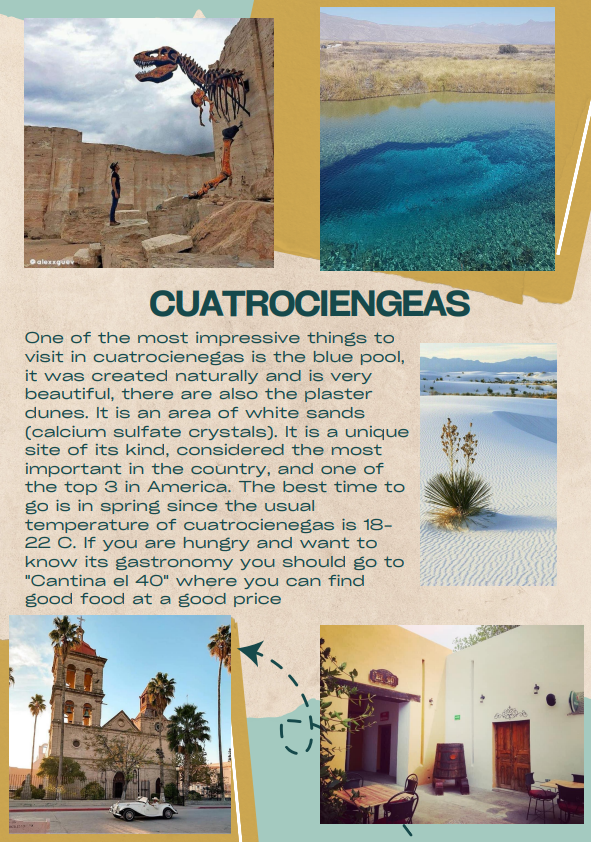 @alexxguev
CUATROCIENGEAS
One of the most impressive things to
visit in cuatrocienegas is the blue pool,
it was created naturally and is very
beautiful, there are also the plaster
dunes. It is an area of white sands
(calcium sulfate crystals). It is a unique
site of its kind, considered the most
important in the country, and one of
the top 3 in America. The best time to
go is in spring since the usual
temperature of cuatrocienegas is 18-
22 C. If you are hungry and want to
know its gastronomy you should go to
"Cantina el 40" where you can find
good food at a good price